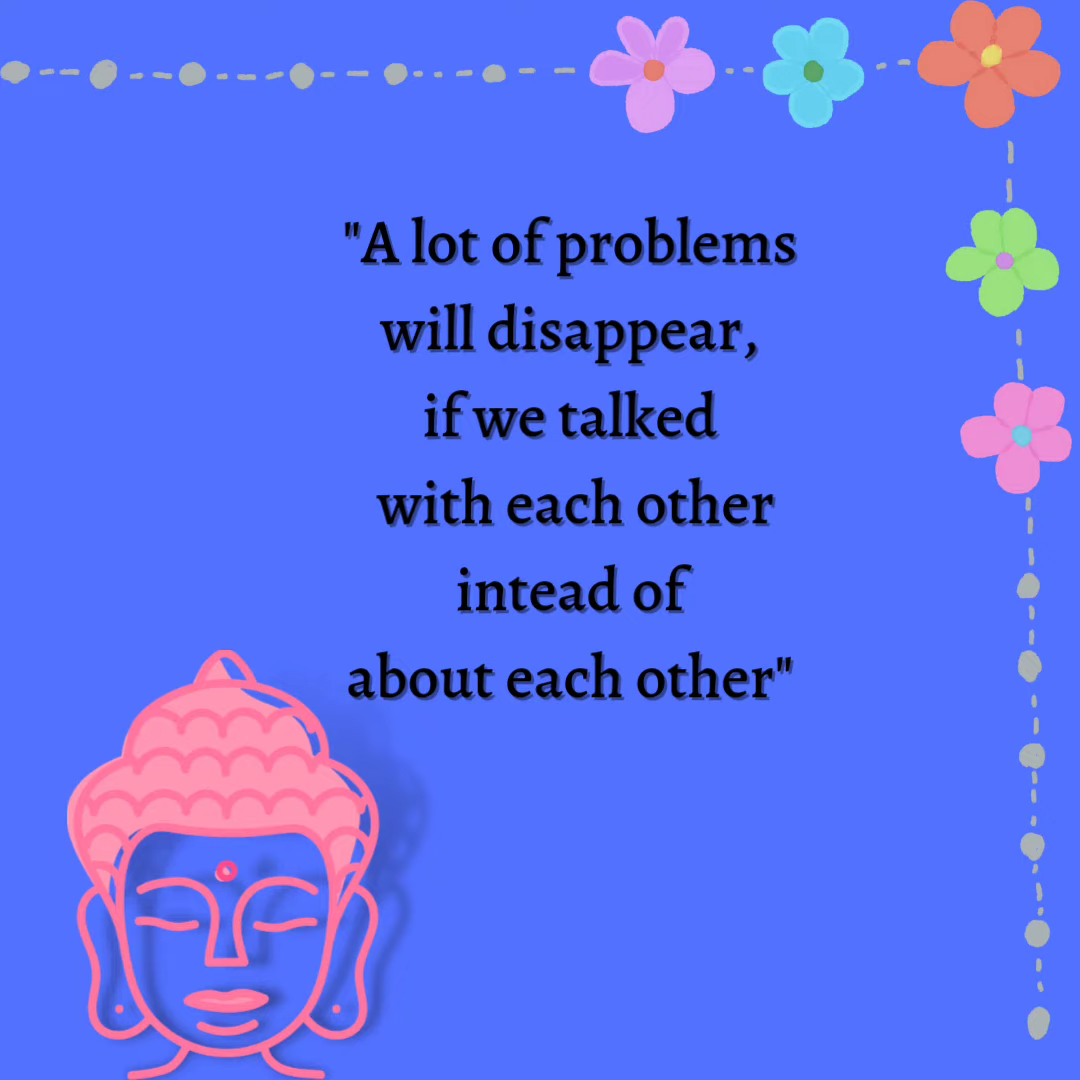 "A lot of problems
will disappear,
if we talked
with each other
intead of
about each other"